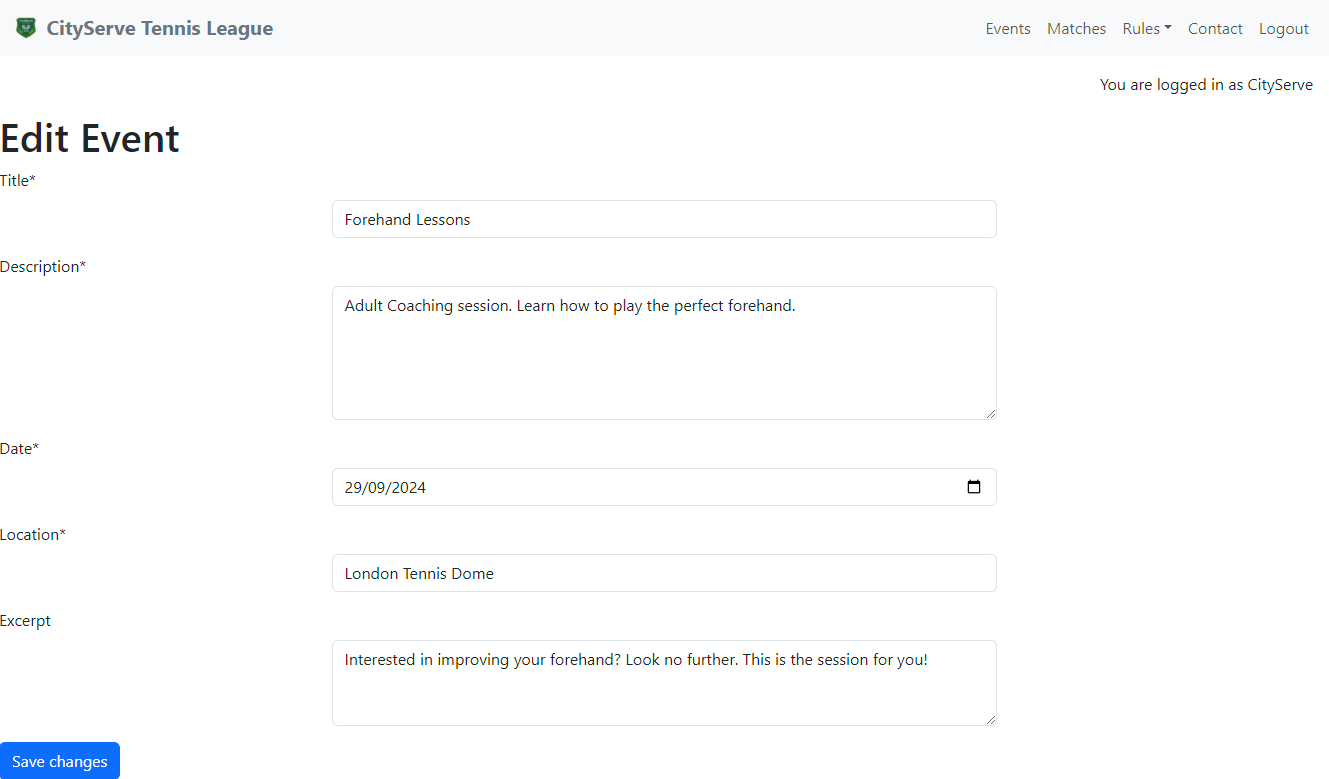 CityServe Tennis League
Events Matches Rules Contact Logout
You are logged in as CityServe
Edit Event
Title*
Forehand Lessons
Description*
Adult Coaching session. Learn how to play the perfect forehand.
Date*
29/09/2024
Location*
London Tennis Dome
Excerpt
Interested in improving your forehand? Look no further. This is the session for you!
Save changes